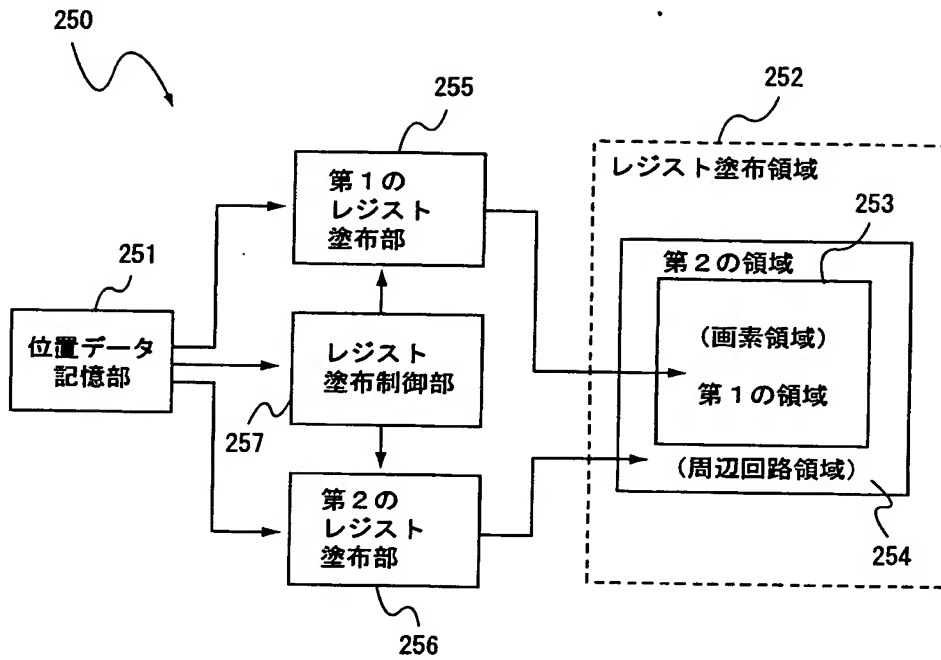 250
255
第1の
レジスト
塗布部
252
レジスト塗布領域
253
第2の領域
251
位置データ
記憶部
レジスト
塗布制御部
257
(画素領域)
第1の領域
(周辺回路領域)
254
第2の
レジスト
塗布部
256